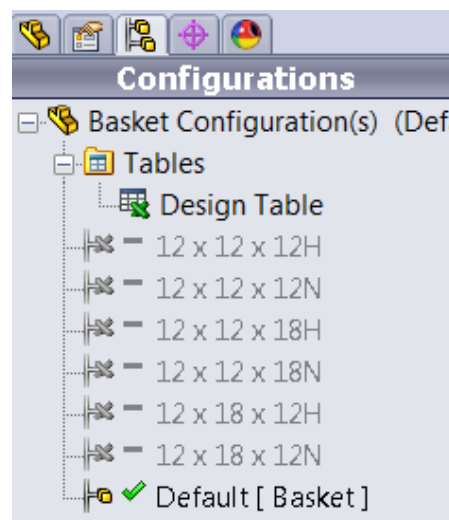 Configurations
Basket Configuration(s) (Def
Tables
Design Table
12 x 12 x 12H
12 x 12 x 12N
12 x 12 x 18H
12 x 12 x 18N
12 x 18 x 12H
12 x 18 x 12N
Default [ Basket ]